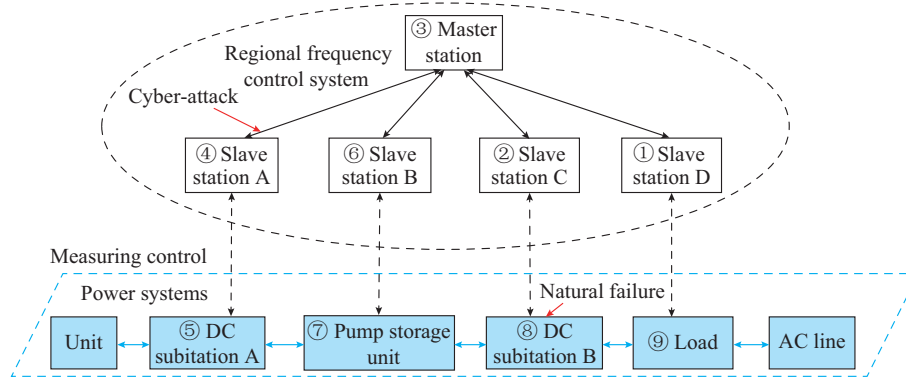 ③ Master
station
Regional frequency
control system
Cyber-attack
④ Slave
station A
⑥ Slave
station B
② Slave
station C
① Slave
station D
Measuring control
Power systems
Natural failure
Unit
⑤ DC
subitation A
⑦ Pump storage
unit
⑧ DC
subitation B
⑨ Load
AC line